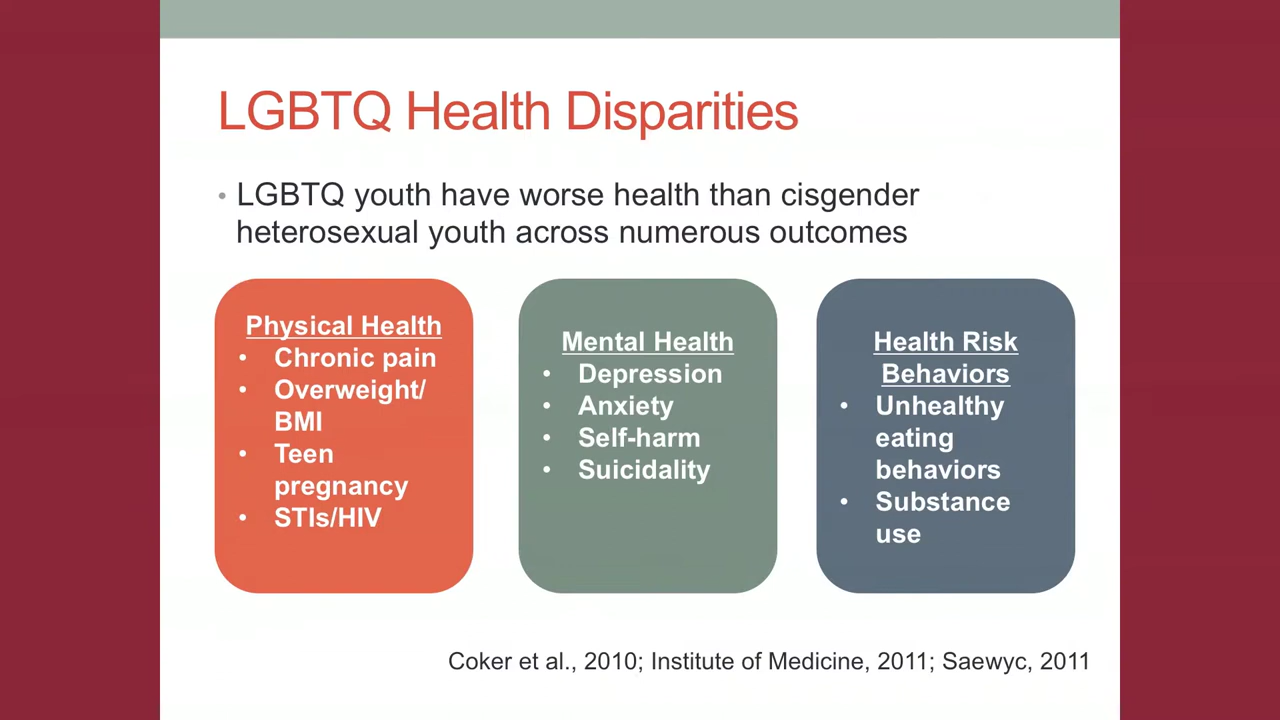 LGBTQ Health Disparities
• LGBTQ youth have worse health than cisgender
heterosexual youth across numerous outcomes
Physical Health
• Chronic pain
• Overweight/
BMI
• Teen
pregnancy
• STIs/HIV
Mental Health
• Depression
• Anxiety
• Self-harm
• Suicidality
Health Risk
Behaviors
• Unhealthy
eating
behaviors
• Substance
use
Coker et al., 2010; Institute of Medicine, 2011; Saewyc, 2011